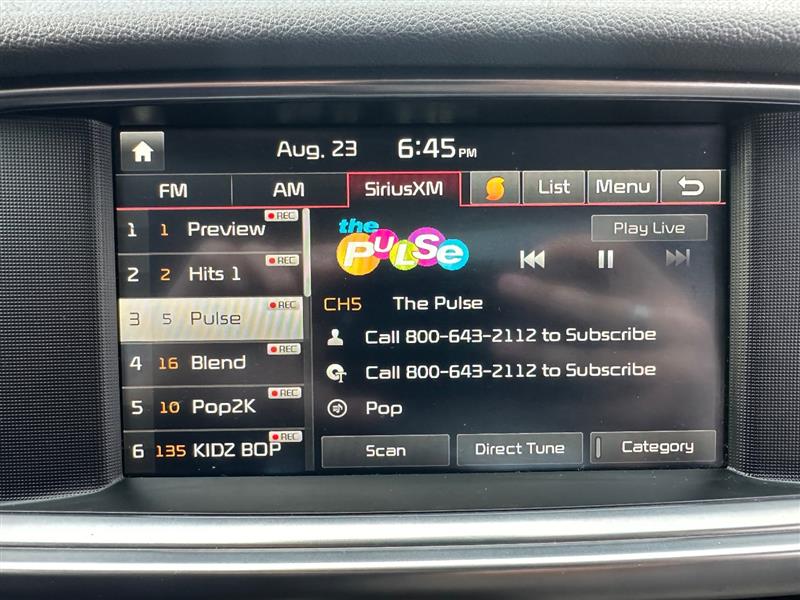 Aug. 23 6:45 PM
FM AM SiriusXM List Menu
1 1 Preview REC
2 2 Hits 1 REC
3 5 Pulse REC
4 16 Blend REC
5 10 Pop2K REC
6 135 KIDZ BOP REC
the PULSE
Play Live
CH5 The Pulse
Call 800-643-2112 to Subscribe
Call 800-643-2112 to Subscribe
Pop
Scan Direct Tune Category